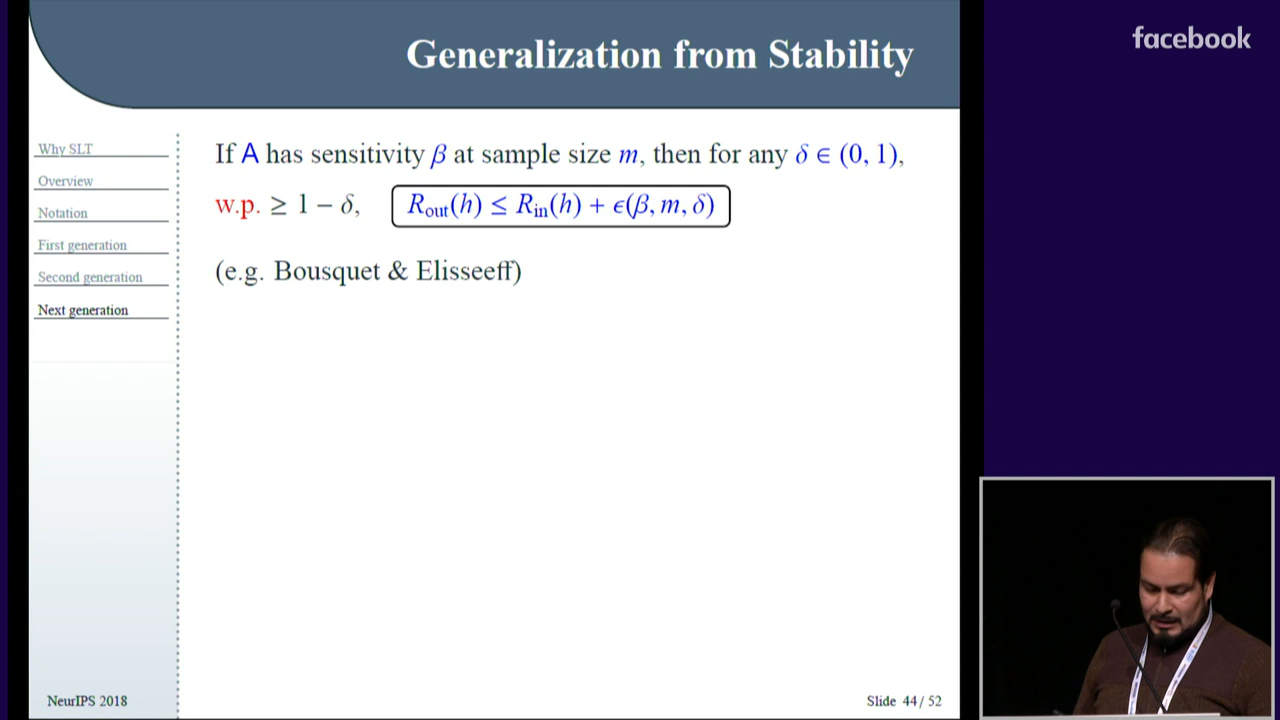 Generalization from Stability
facebook
Why SLT
Overview
Notation
First generation
Second generation
Next generation
If A has sensitivity β at sample size m, then for any δ ∈ (0, 1),
w.p. ≥ 1 − δ, R_out(h) ≤ R_in(h) + ϵ(β, m, δ)
(e.g. Bousquet & Elisseeff)
NeurIPS 2018
Slide 44 / 52